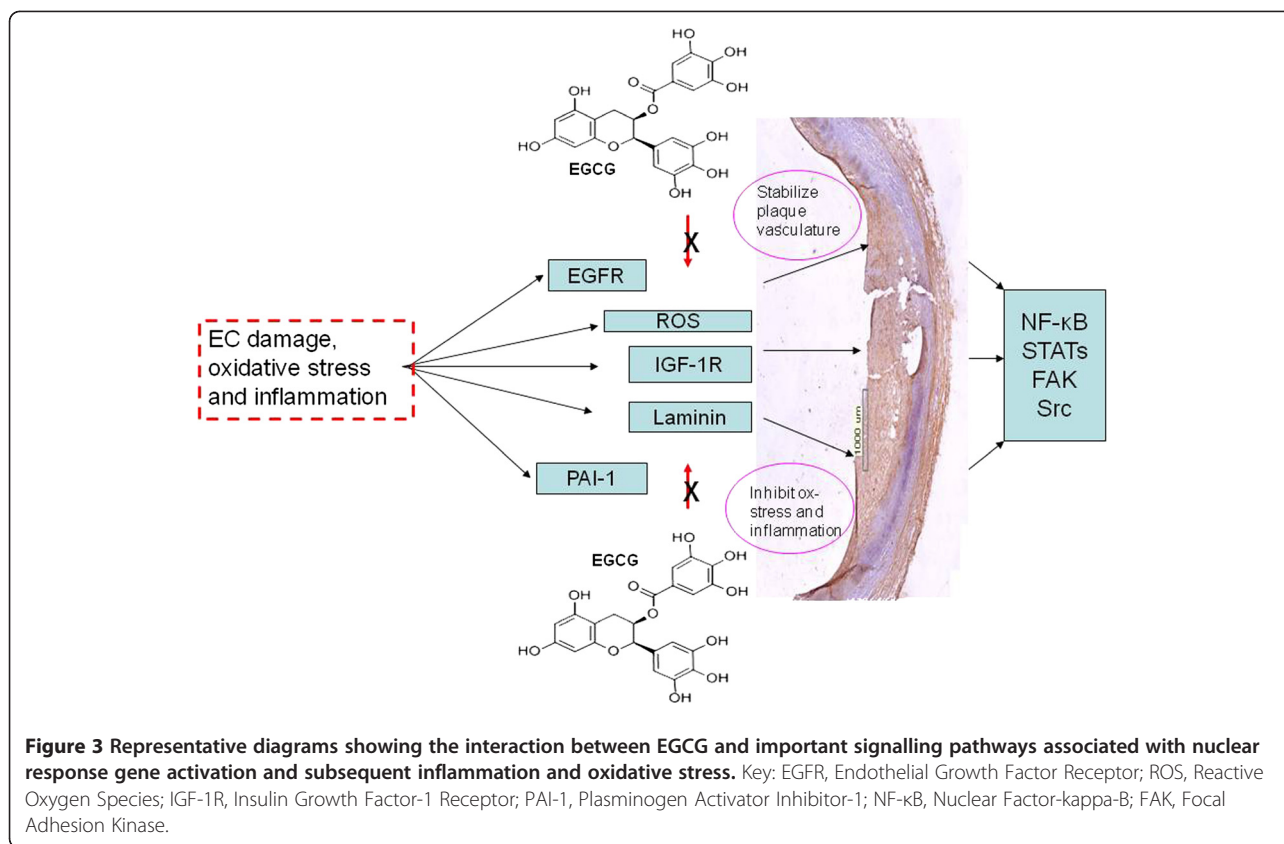 OH
OH
OH
O
O
OH
HO
O
OH
OH
OH
EGCG
X
Stabilize
plaque
vasculature
EGFR
ROS
IGF-1R
Laminin
PAI-1
EC damage,
oxidative stress
and inflammation
1000 um
NF-κB
STATs
FAK
Src
X
Inhibit ox-
stress and
inflammation
EGCG
HO
OH
OH
O
O
OH
HO
O
OH
OH
OH
Figure 3 Representative diagrams showing the interaction between EGCG and important signalling pathways associated with nuclear
response gene activation and subsequent inflammation and oxidative stress. Key: EGFR, Endothelial Growth Factor Receptor; ROS, Reactive
Oxygen Species; IGF-1R, Insulin Growth Factor-1 Receptor; PAI-1, Plasminogen Activator Inhibitor-1; NF-κB, Nuclear Factor-kappa-B; FAK, Focal
Adhesion Kinase.